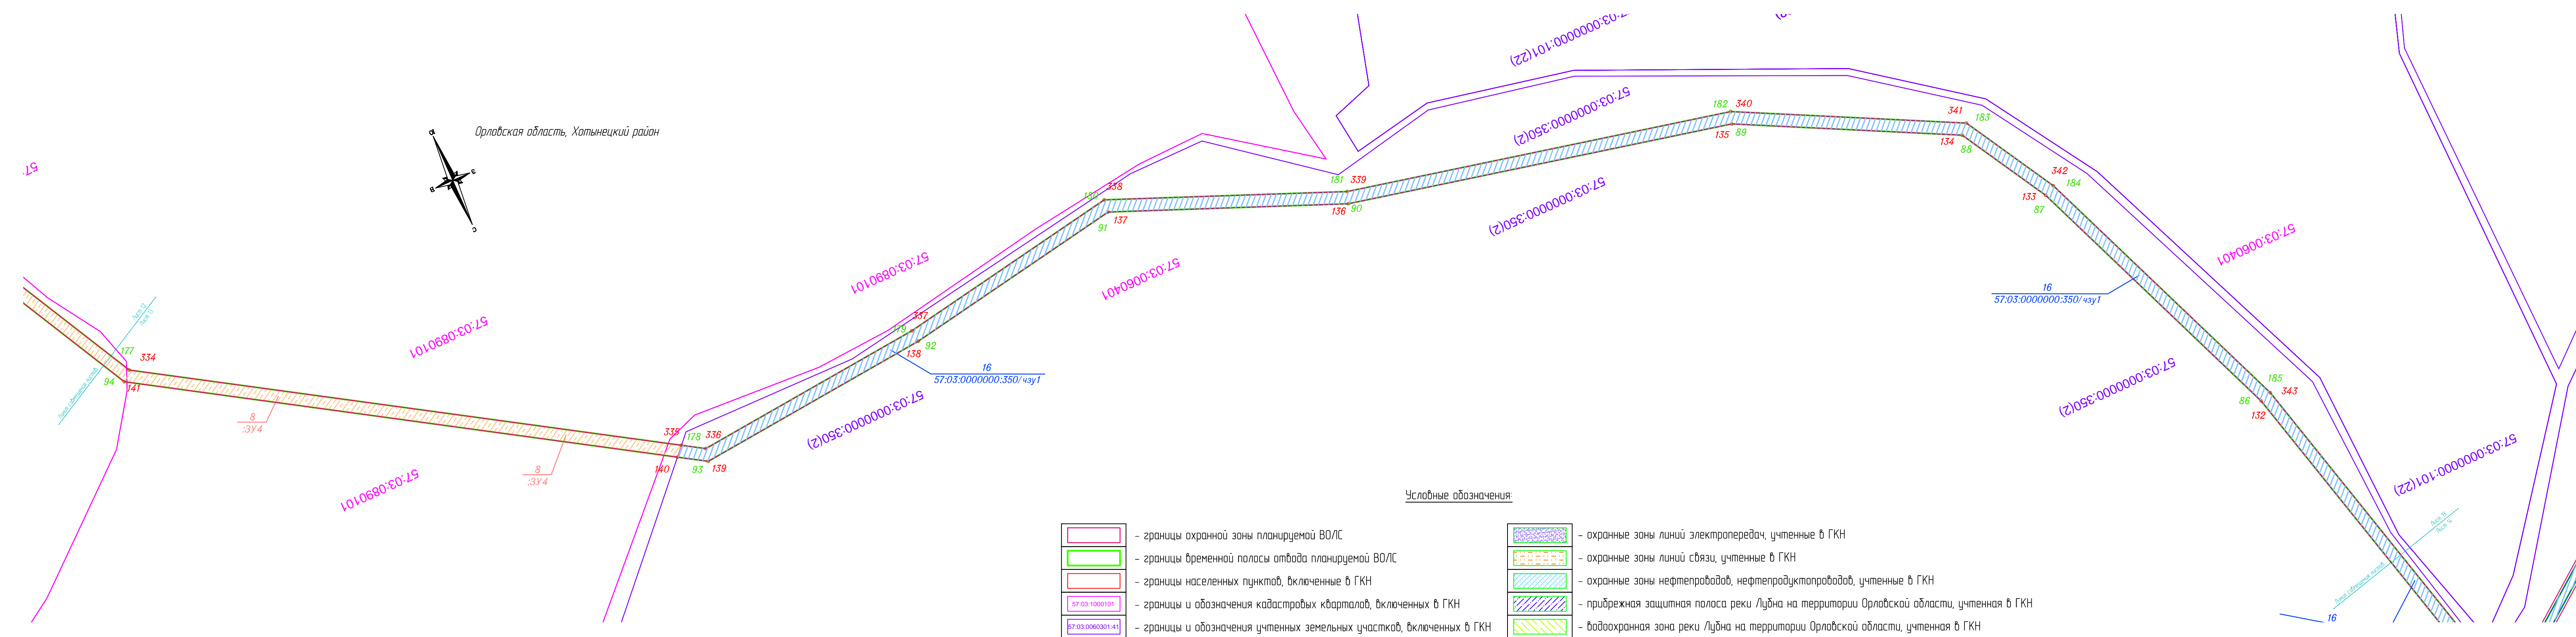 Орловская область, Хотынецкий район
57:03:0000000:101(22)
57:03:0000000:350(2)
57:03:0000000:350(2)
57:03:0060401
57:03:0890101
57:03:0060401
57:03:0890101
57:03:0890101
57:03:0000000:350(2)
57:03:0000000:350(2)
57:03:0000000:101(22)
57
177
334
94
141
8
:ЗУ4
8
:ЗУ4
335
178
336
140
93
139
179
337
138
92
16
57:03:0000000:350/чзу1
180
338
137
91
181
339
136
90
182
340
135
89
341
183
134
88
342
184
133
87
16
57:03:0000000:350/чзу1
185
343
86
132
16
Ю
З
В
С
Линия совмещения листов
Линия совмещения листов
Условные обозначения:
- границы охранной зоны планируемой ВОЛС
- границы временной полосы отвода планируемой ВОЛС
- границы населенных пунктов, включенные в ГКН
57:03:1000101 - границы и обозначения кадастровых кварталов, включенных в ГКН
57:03:0060301:41 - границы и обозначения учтенных земельных участков, включенных в ГКН
- охранные зоны линий электропередач, учтенные в ГКН
- охранные зоны линий связи, учтенные в ГКН
- охранные зоны нефтепроводов, нефтепродуктопроводов, учтенные в ГКН
- прибрежная защитная полоса реки Лубна на территории Орловской области, учтенная в ГКН
- водоохранная зона реки Лубна на территории Орловской области, учтенная в ГКН